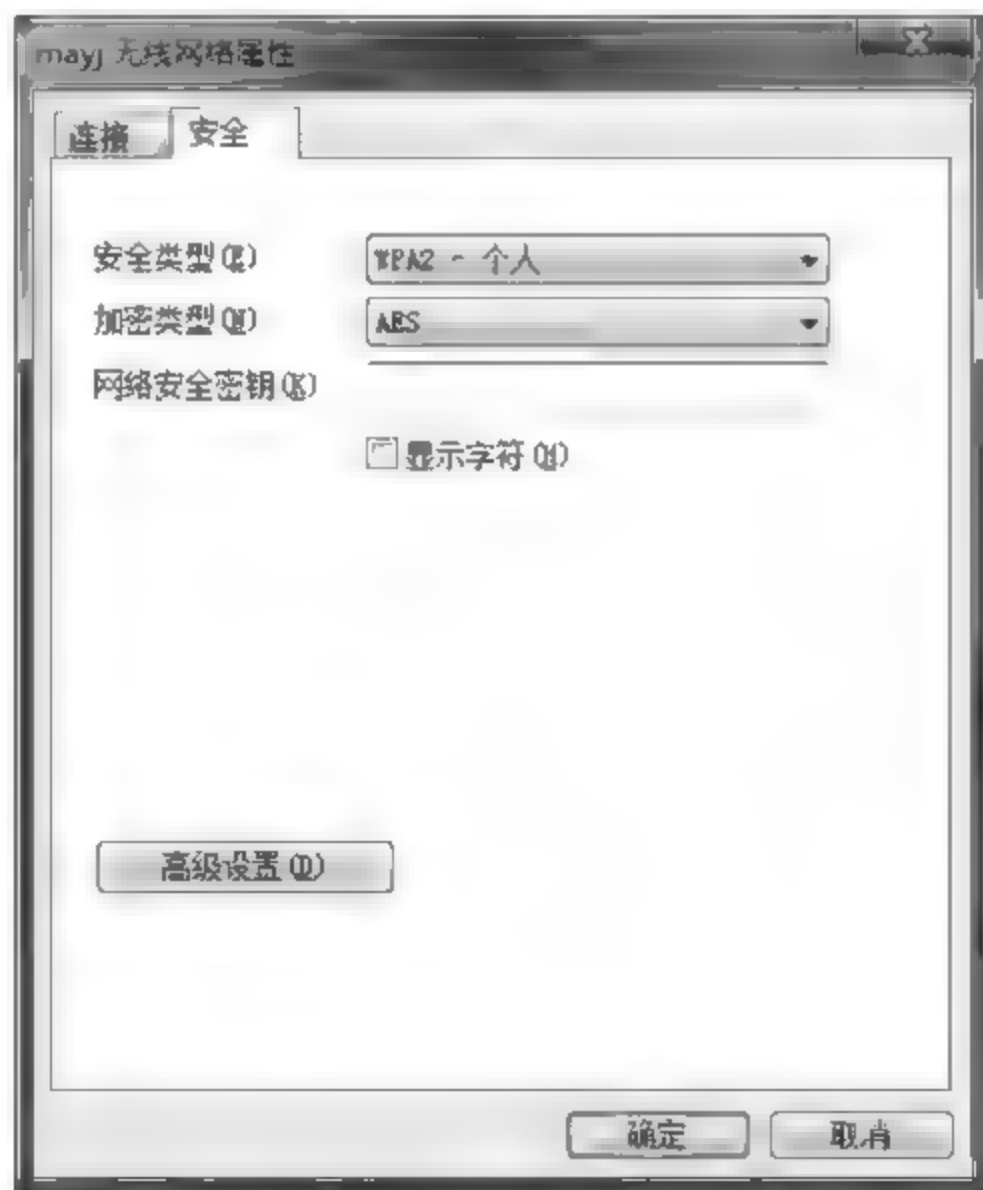 mayj 无线网络属性
连接 安全
安全类型(E) WPA2 - 个人
加密类型(N) AES
网络安全密钥(K)
显示字符(H)
高级设置(D)
确定 取消